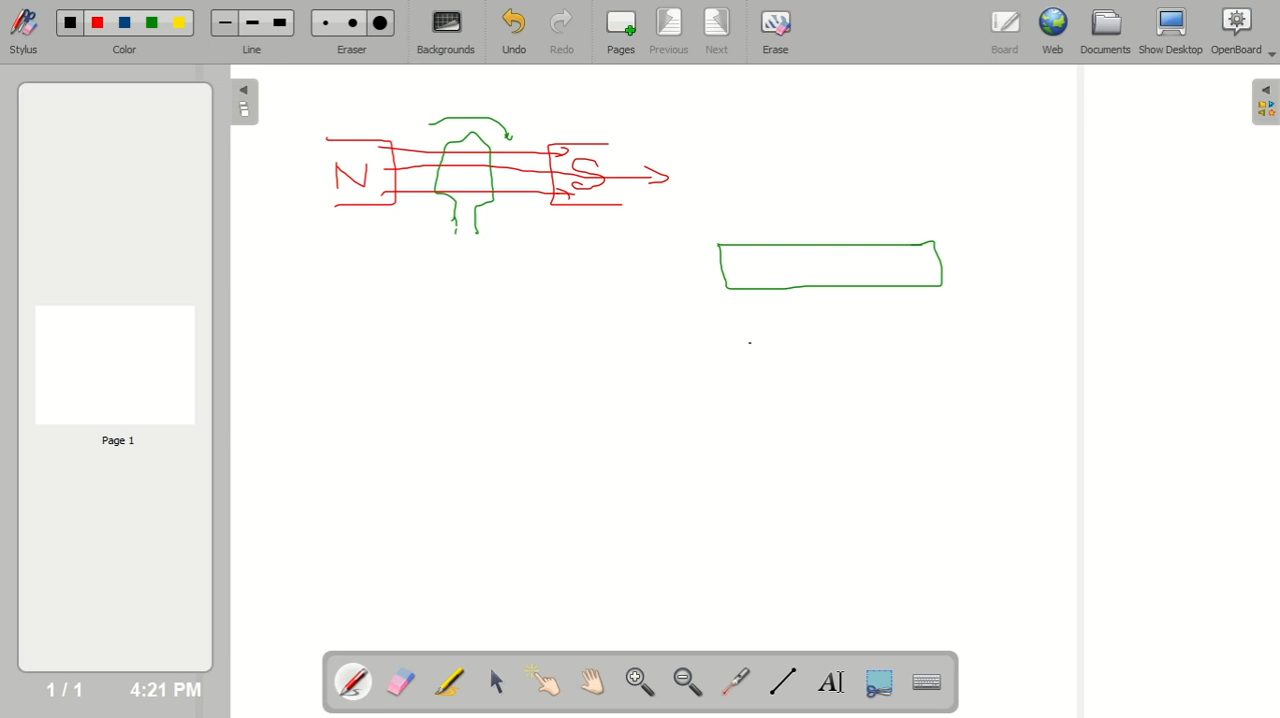 Stylus
Color
Line
Eraser
Backgrounds
Undo
Redo
Pages
Previous
Next
Erase
Board
Web
Documents
Show Desktop
OpenBoard
N
S
Page 1
1 / 1
4:21 PM
AI